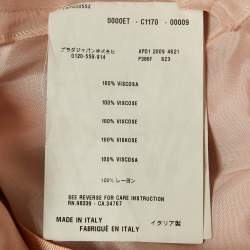 0000ET - C1170 - 00009
プラダジャパン株式会社
0120-559-914
APD1 2009 4621
P386F S23
100% VISCOSA
100% VISCOSE
100% VISKOSE
100% VISCOSE
100% VISCOSA
100% レーヨン
SEE REVERSE FOR CARE INSTRUCTION
RN.98339 - CA.34767
MADE IN ITALY イタリア製
FABRIQUÉ EN ITALY